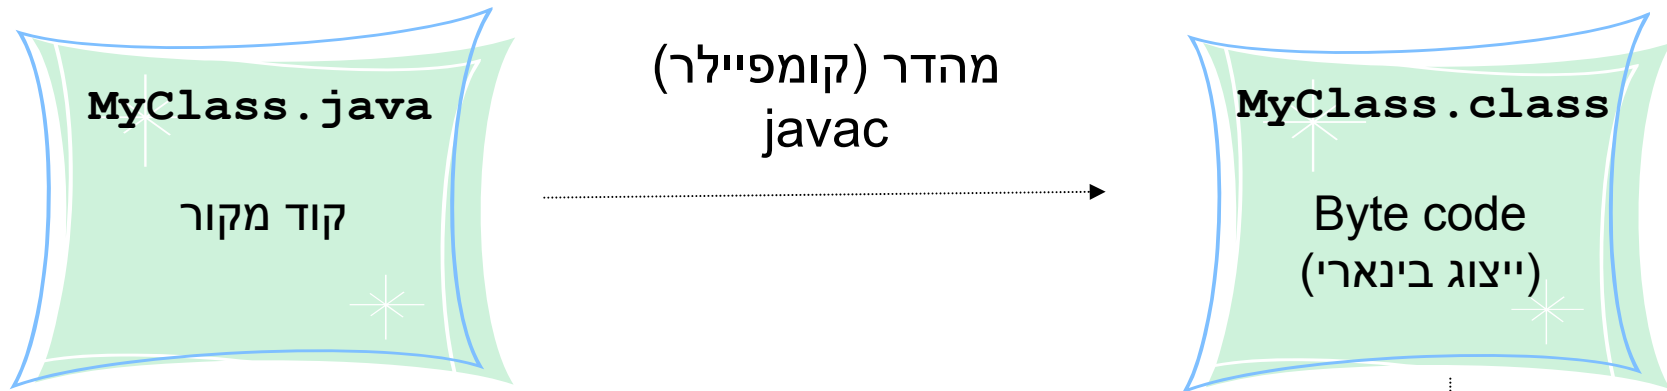 MyClass.java
קוד מקור
מהדר (קומפיילר)
javac
MyClass.class
Byte code
(ייצוג בינארי)